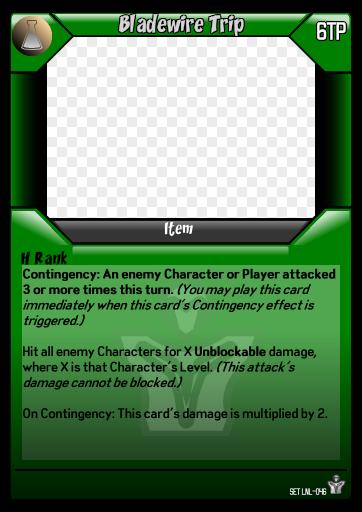 Bladewire Trip
6TP
Item
H Rank
Contingency: An enemy Character or Player attacked
3 or more times this turn. (You may play this card
immediately when this card's Contingency effect is
triggered.)
Hit all enemy Characters for X Unblockable damage,
where X is that Character's Level. (This attack's
damage cannot be blocked.)
On Contingency: This card's damage is multiplied by 2.
SET LNL-046